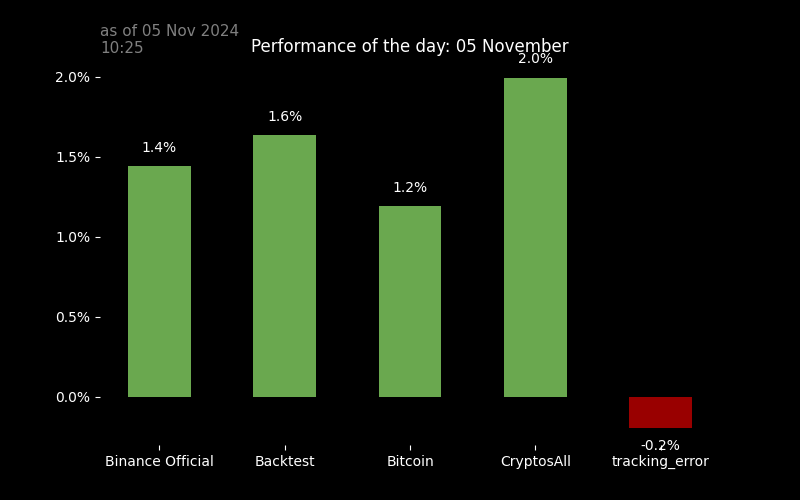 as of 05 Nov 2024
10:25
Performance of the day: 05 November
2.0%
1.5%
1.0%
0.5%
0.0%
1.4%
1.6%
1.2%
2.0%
-0.2%
Binance Official
Backtest
Bitcoin
CryptosAll
tracking_error